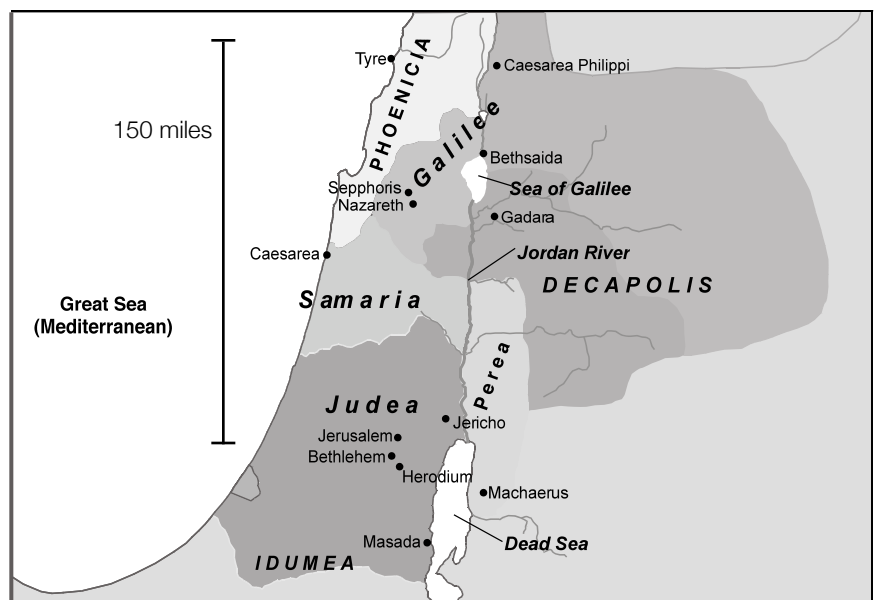 Tyre
PHOENICIA
Caesarea Philippi
150 miles
Galilee
Bethsaida
Sepphoris
Sea of Galilee
Nazareth
Gadara
Caesarea
Jordan River
DECAPOLIS
Great Sea
(Mediterranean)
Samaria
Perea
Judea
Jericho
Jerusalem
Bethlehem
Herodium
Machaerus
Masada
Dead Sea
IDUMEA